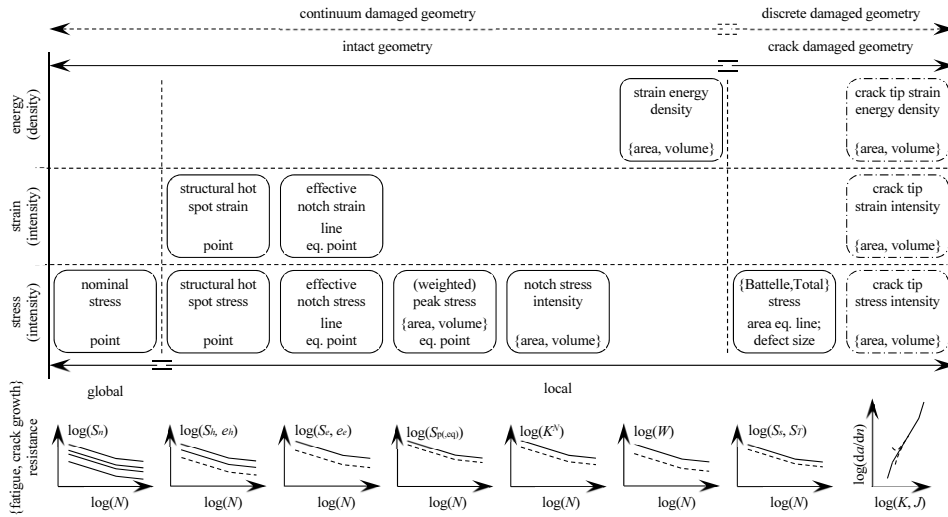 continuum damaged geometry
discrete damaged geometry
intact geometry
crack damaged geometry
energy
(density)
strain energy
density
{area, volume}
crack tip strain
energy density
{area, volume}
strain
(intensity)
structural hot
spot strain
point
effective
notch strain
line
eq. point
crack tip
strain intensity
{area, volume}
stress
(intensity)
nominal
stress
point
structural hot
spot stress
point
effective
notch stress
line
eq. point
(weighted)
peak stress
{area, volume}
eq. point
notch stress
intensity
{area, volume}
{Battelle,Total}
stress
area eq. line;
defect size
crack tip
stress intensity
{area, volume}
global
local
{fatigue, crack growth}
resistance
log(Sn)
log(N)
log(Sh, eh)
log(N)
log(Se, ee)
log(N)
log(Sp(,eq))
log(N)
log(K^N)
log(N)
log(W)
log(N)
log(Ss, ST)
log(N)
log(da/dn)
log(K, J)